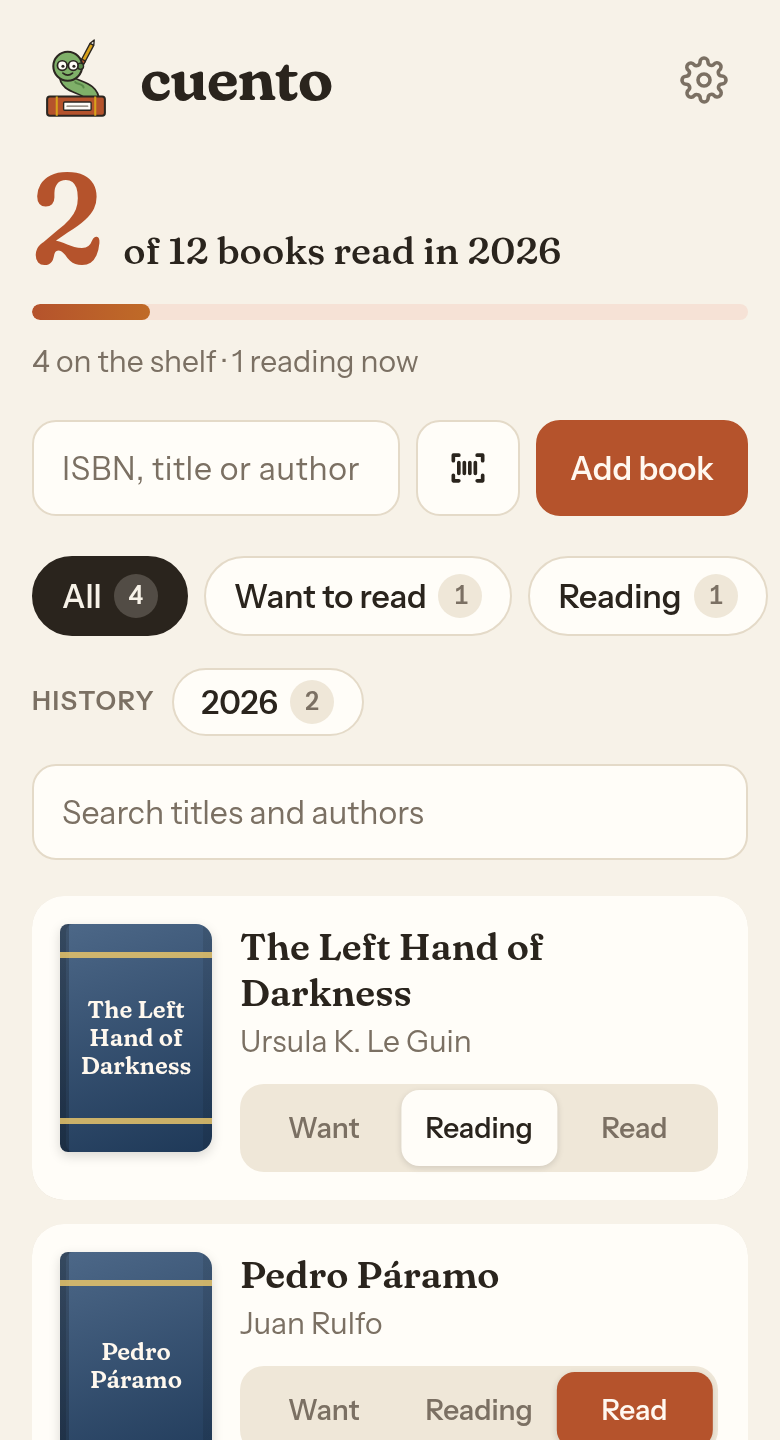 cuento
2 of 12 books read in 2026
4 on the shelf · 1 reading now
ISBN, title or author
Add book
All 4
Want to read 1
Reading 1
HISTORY
2026 2
Search titles and authors
The Left
Hand of
Darkness
The Left Hand of
Darkness
Ursula K. Le Guin
Want
Reading
Read
Pedro
Páramo
Pedro Páramo
Juan Rulfo
Want
Reading
Read